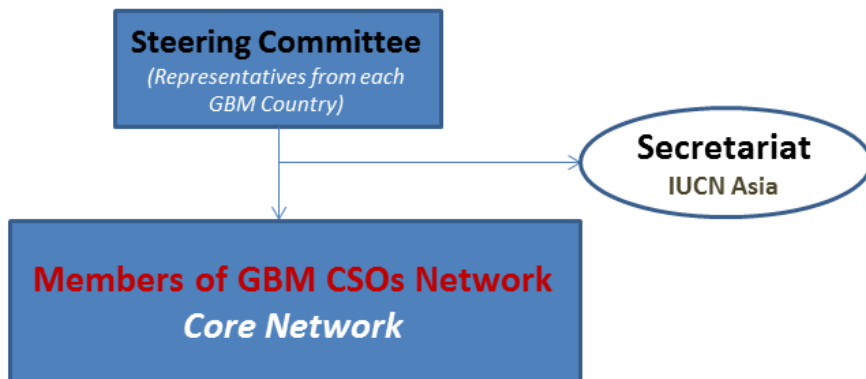 Steering Committee
(Representatives from each
GBM Country)
Secretariat
IUCN Asia
Members of GBM CSOs Network
Core Network